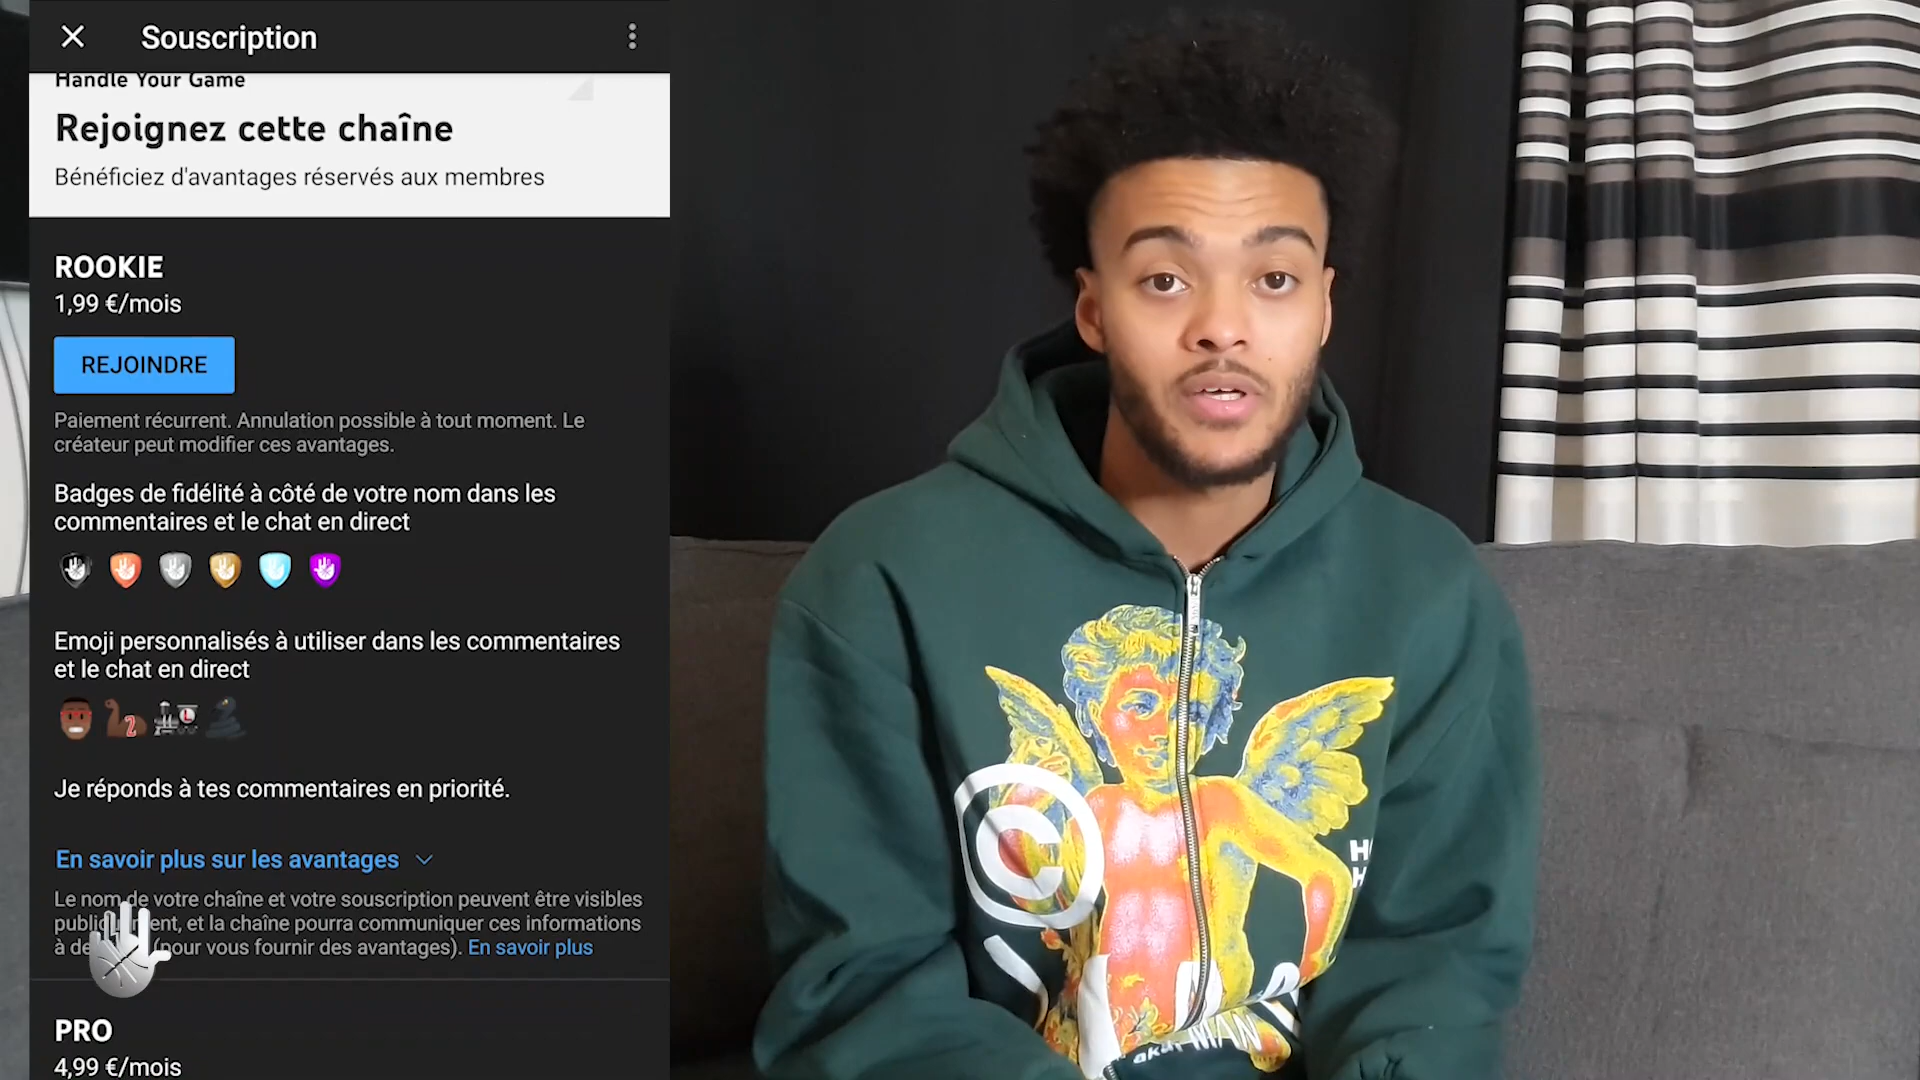 Souscription
Handle Your Game
Rejoignez cette chaîne
Bénéficiez d'avantages réservés aux membres
ROOKIE
1,99 €/mois
REJOINDRE
Paiement récurrent. Annulation possible à tout moment. Le
créateur peut modifier ces avantages.
Badges de fidélité à côté de votre nom dans les
commentaires et le chat en direct
Emoji personnalisés à utiliser dans les commentaires
et le chat en direct
2
L
Je réponds à tes commentaires en priorité.
En savoir plus sur les avantages
Le nom de votre chaîne et votre souscription peuvent être visibles
et la chaîne pourra communiquer ces informations
à (pour vous fournir des avantages). En savoir plus
PRO
4,99 €/mois
©
MAN
aka.